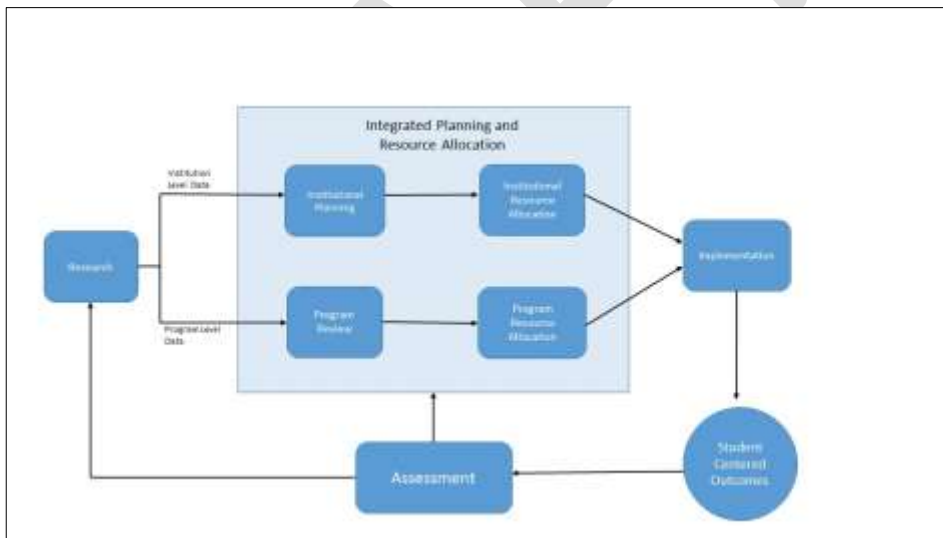 Integrated Planning and
Resource Allocation
Institution
Level Data
Institutional
Planning
Institutional
Resource
Allocation
Research
Implementation
Program Level
Data
Program
Review
Program
Resource
Allocation
Assessment
Student
Centered
Outcomes